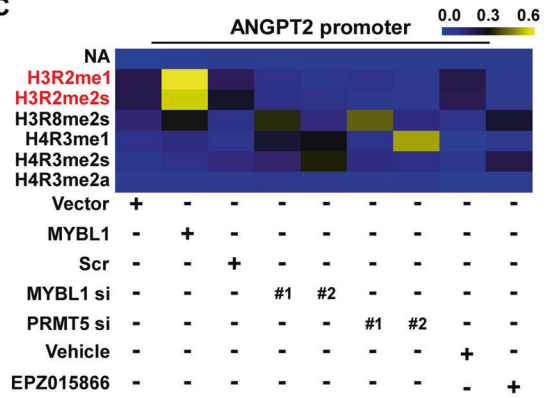 C
ANGPT2 promoter
0.0 0.3 0.6
NA
H3R2me1
H3R2me2s
H3R8me2s
H4R3me1
H4R3me2s
H4R3me2a
Vector + - - - - - - - -
MYBL1 - + - - - - - - -
Scr - - + - - - - - -
MYBL1 si - - - #1 #2 - - - -
PRMT5 si - - - - - #1 #2 - -
Vehicle - - - - - - - + -
EPZ015866 - - - - - - - - +